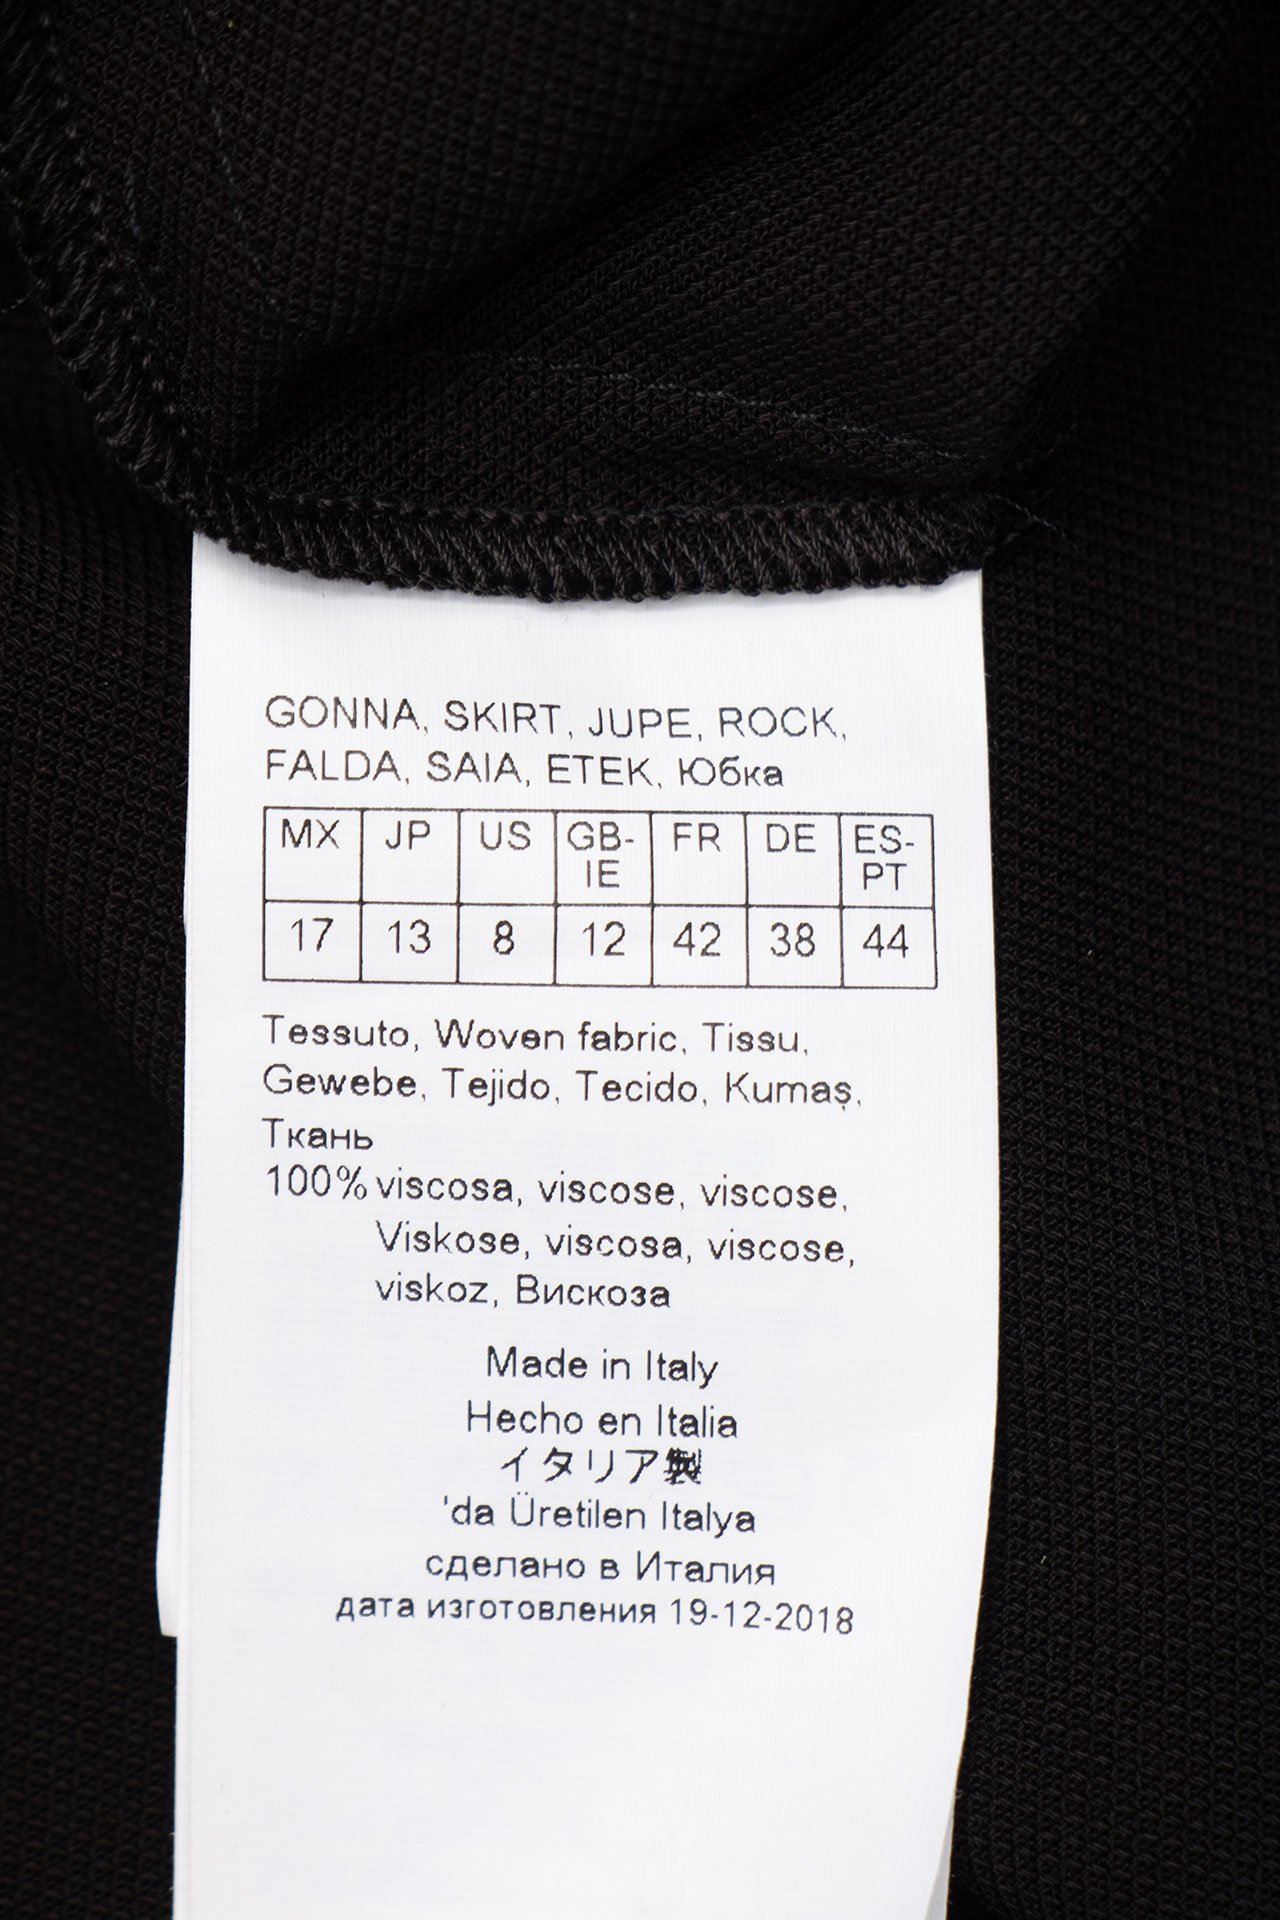 GONNA, SKIRT, JUPE, ROCK,
FALDA, SAIA, ETEK, Юбка
MX JP US GB-IE FR DE ES-PT
17 13 8 12 42 38 44
Tessuto, Woven fabric, Tissu,
Gewebe, Tejido, Tecido, Kumaş,
Ткань
100% viscosa, viscose, viscose,
Viskose, viscosa, viscose,
viskoz, Вискоза
Made in Italy
Hecho en Italia
イタリア製
'da Üretilen Italya
сделано в Италия
дата изготовления 19-12-2018